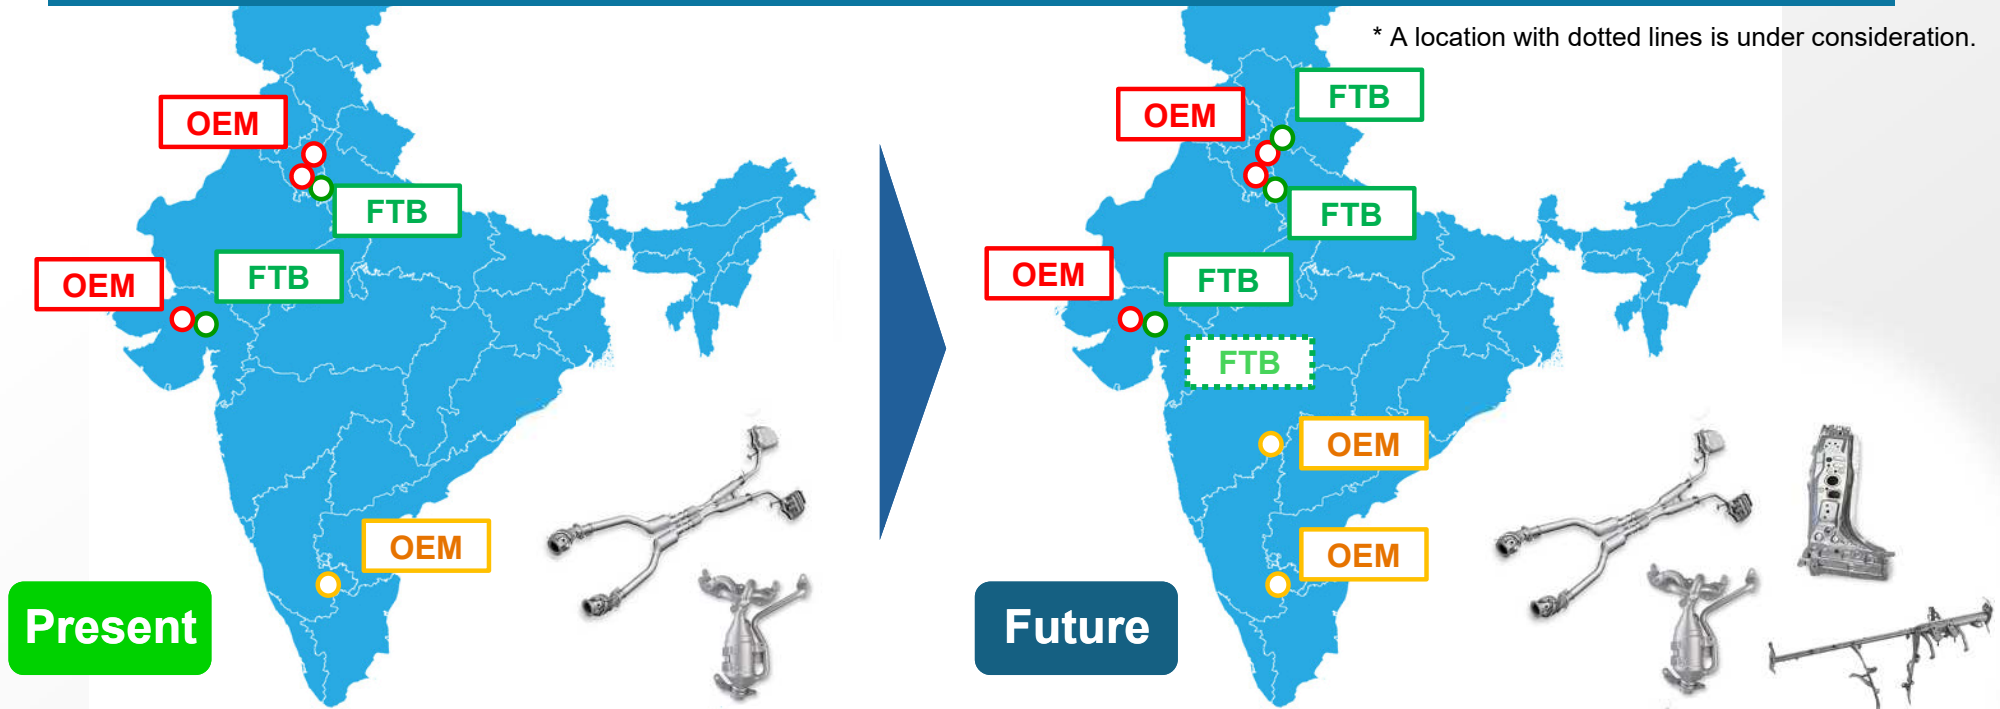 * A location with dotted lines is under consideration.
OEM
FTB
OEM
FTB
OEM
Present
FTB
OEM
FTB
OEM
FTB
FTB
OEM
OEM
Future